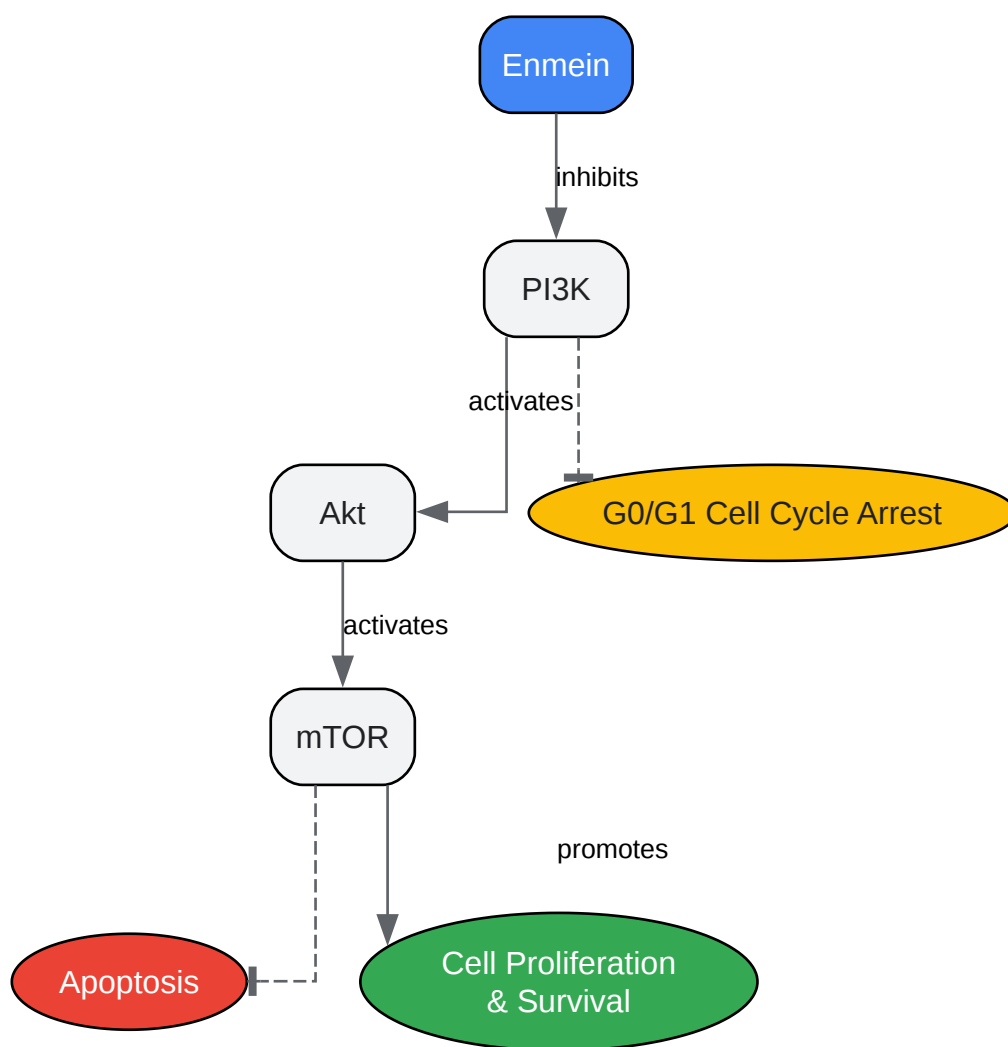 Enmein
inhibits
PI3K
activates
Akt
G0/G1 Cell Cycle Arrest
activates
mTOR
promotes
Apoptosis
Cell Proliferation
& Survival